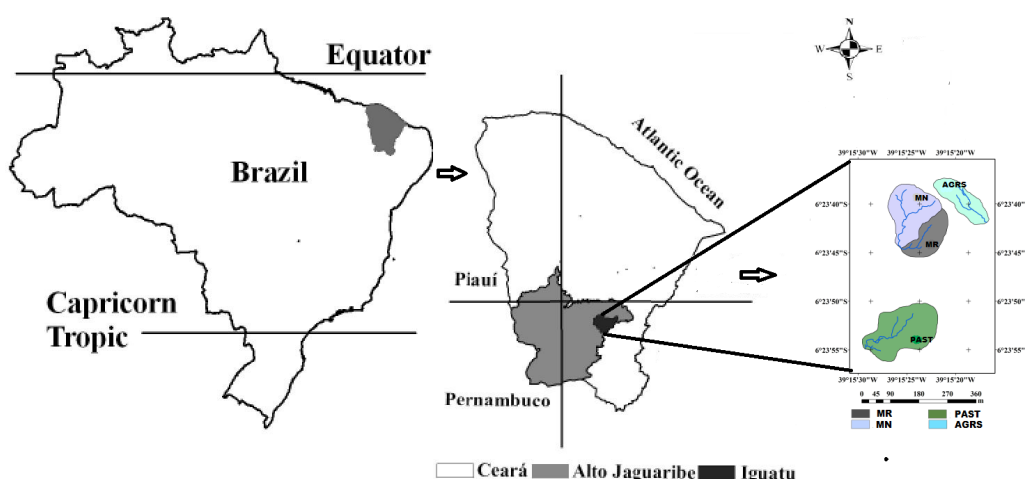 Equator
Brazil
Capricorn
Tropic
Atlantic Ocean
Piauí
Pernambuco
Ceará Alto Jaguaribe Iguatu
N
W E
S
39°15'30"W 39°15'25"W 39°15'20"W
AGRS
MN
MR
PAST
6°23'40"S 6°23'40"S
6°23'45"S 6°23'45"S
6°23'50"S 6°23'50"S
6°23'55"S 6°23'55"S
39°15'30"W 39°15'25"W 39°15'20"W
0 45 90 180 270 360
m
MR PAST
MN AGRS